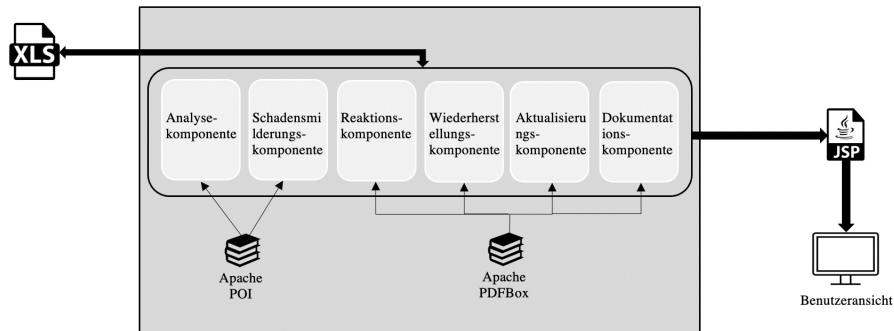 XLS
Analyse-
komponente
Schadensmi
lderungs-
komponente
Reaktions-
komponente
Wiederherst
ellungs-
komponente
Aktualisieru
ngs-
komponente
Dokumentat
ions-
komponente
JSP
Apache
POI
Apache
PDFBox
Benutzeransicht